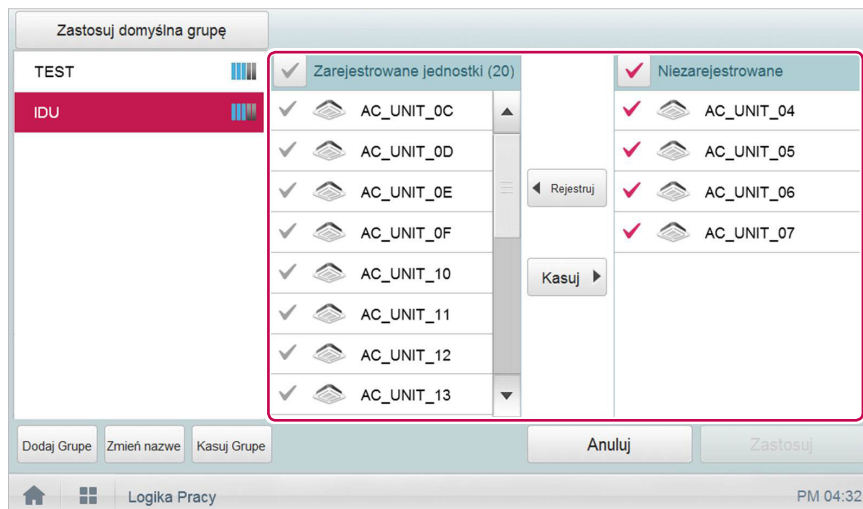 Zastosuj domyślna grupę
TEST
IDU
Zarejestrowane jednostki (20)
AC_UNIT_0C
AC_UNIT_0D
AC_UNIT_0E
AC_UNIT_0F
AC_UNIT_10
AC_UNIT_11
AC_UNIT_12
AC_UNIT_13
Rejestruj
Kasuj
Niezarejestrowane
AC_UNIT_04
AC_UNIT_05
AC_UNIT_06
AC_UNIT_07
Dodaj Grupe
Zmień nazwe
Kasuj Grupe
Anuluj
Zastosuj
Logika Pracy
PM 04:32